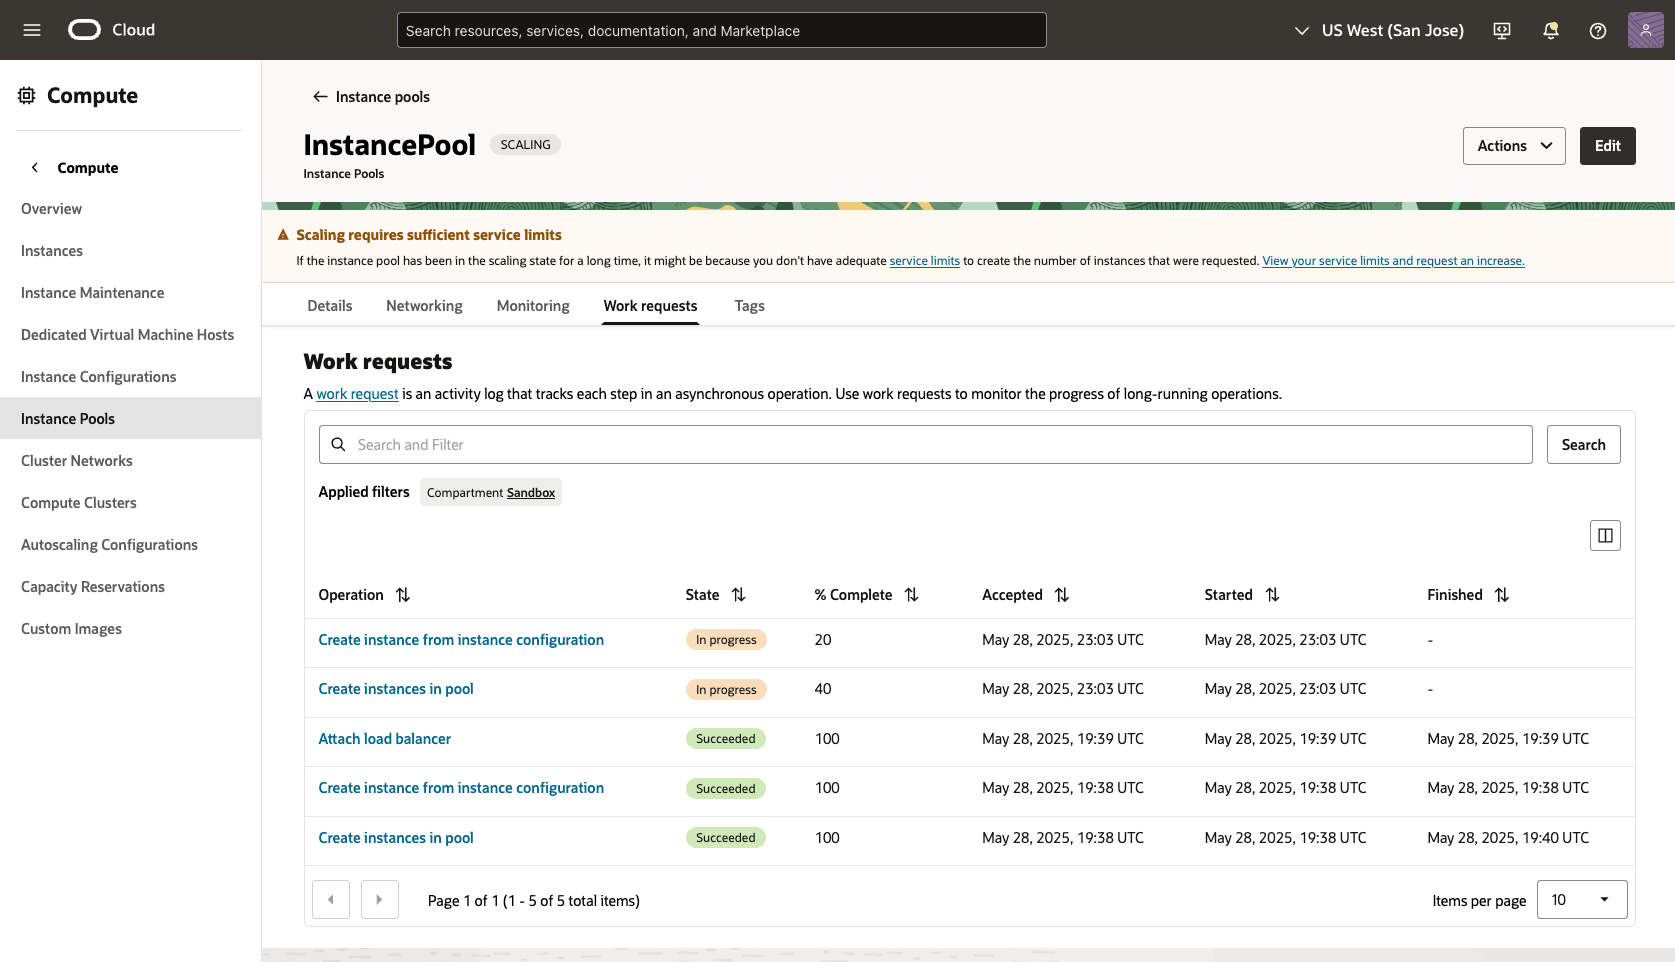 Cloud
Search resources, services, documentation, and Marketplace
US West (San Jose)
Compute
Compute
Overview
Instances
Instance Maintenance
Dedicated Virtual Machine Hosts
Instance Configurations
Instance Pools
Cluster Networks
Compute Clusters
Autoscaling Configurations
Capacity Reservations
Custom Images
Instance pools
InstancePool SCALING
Instance Pools
Actions Edit
Scaling requires sufficient service limits
If the instance pool has been in the scaling state for a long time, it might be because you don't have adequate service limits to create the number of instances that were requested. View your service limits and request an increase.
Details Networking Monitoring Work requests Tags
Work requests
A work request is an activity log that tracks each step in an asynchronous operation. Use work requests to monitor the progress of long-running operations.
Search and Filter Search
Applied filters Compartment Sandbox
Operation State % Complete Accepted Started Finished
Create instance from instance configuration In progress 20 May 28, 2025, 23:03 UTC May 28, 2025, 23:03 UTC -
Create instances in pool In progress 40 May 28, 2025, 23:03 UTC May 28, 2025, 23:03 UTC -
Attach load balancer Succeeded 100 May 28, 2025, 19:39 UTC May 28, 2025, 19:39 UTC May 28, 2025, 19:39 UTC
Create instance from instance configuration Succeeded 100 May 28, 2025, 19:38 UTC May 28, 2025, 19:38 UTC May 28, 2025, 19:38 UTC
Create instances in pool Succeeded 100 May 28, 2025, 19:38 UTC May 28, 2025, 19:38 UTC May 28, 2025, 19:40 UTC
Page 1 of 1 (1 - 5 of 5 total items) Items per page 10